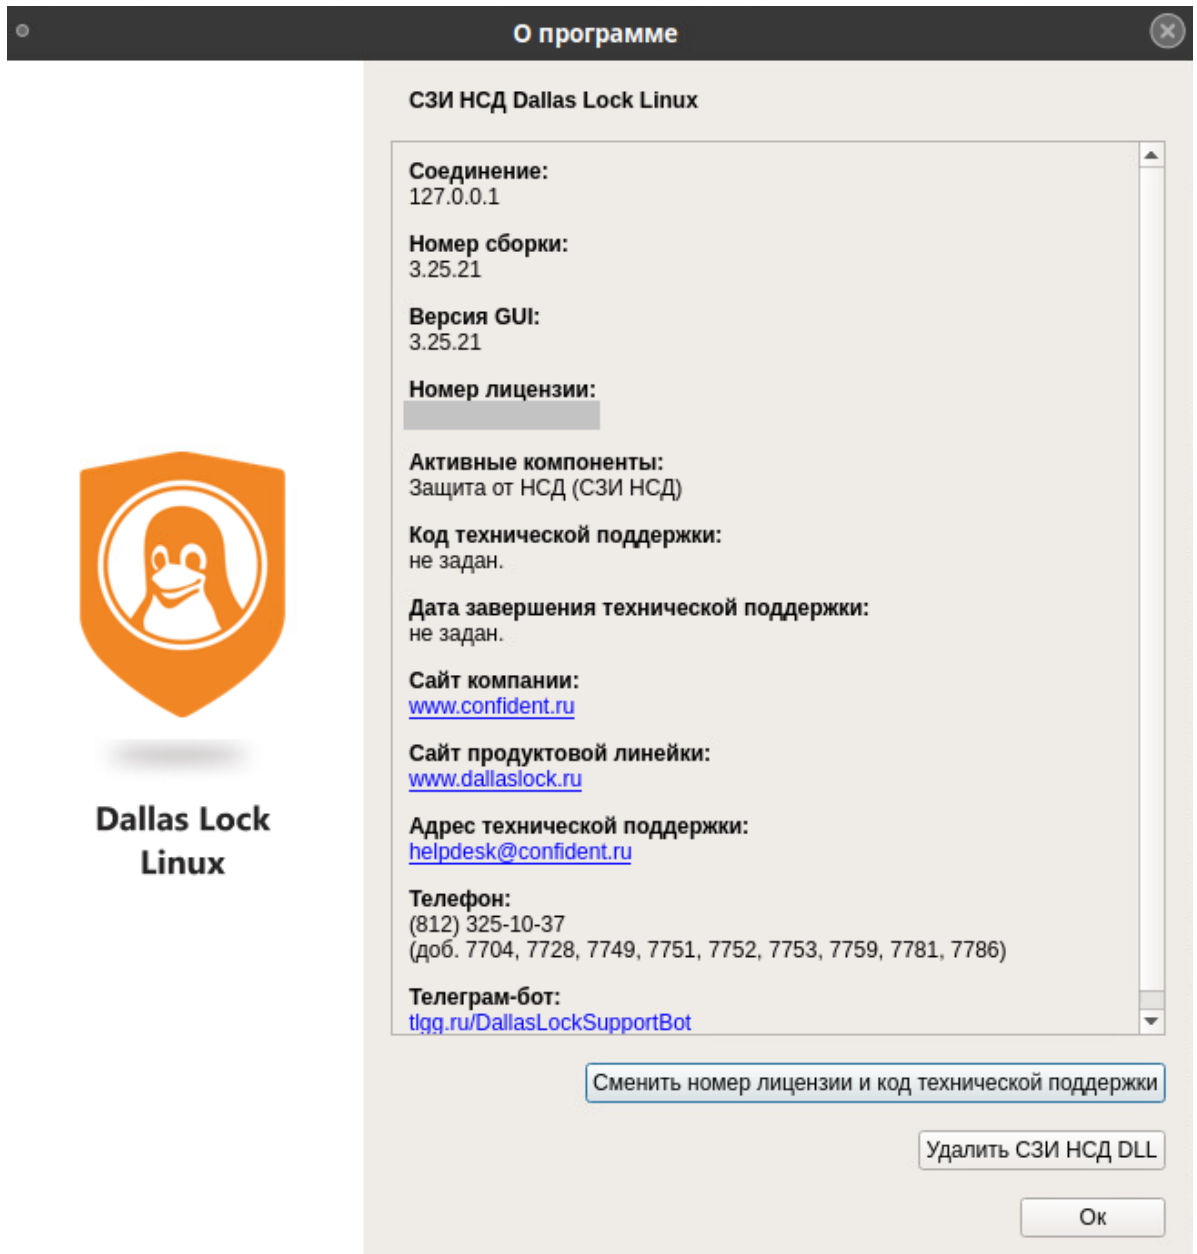 О программе
СЗИ НСД Dallas Lock Linux
Соединение:
127.0.0.1
Номер сборки:
3.25.21
Версия GUI:
3.25.21
Номер лицензии:
Активные компоненты:
Защита от НСД (СЗИ НСД)
Код технической поддержки:
не задан.
Дата завершения технической поддержки:
не задан.
Сайт компании:
www.confident.ru
Сайт продуктовой линейки:
www.dallaslock.ru
Адрес технической поддержки:
helpdesk@confident.ru
Телефон:
(812) 325-10-37
(доб. 7704, 7728, 7749, 7751, 7752, 7753, 7759, 7781, 7786)
Телеграм-бот:
tlgg.ru/DallasLockSupportBot
Dallas Lock
Linux
Сменить номер лицензии и код технической поддержки
Удалить СЗИ НСД DLL
Ок